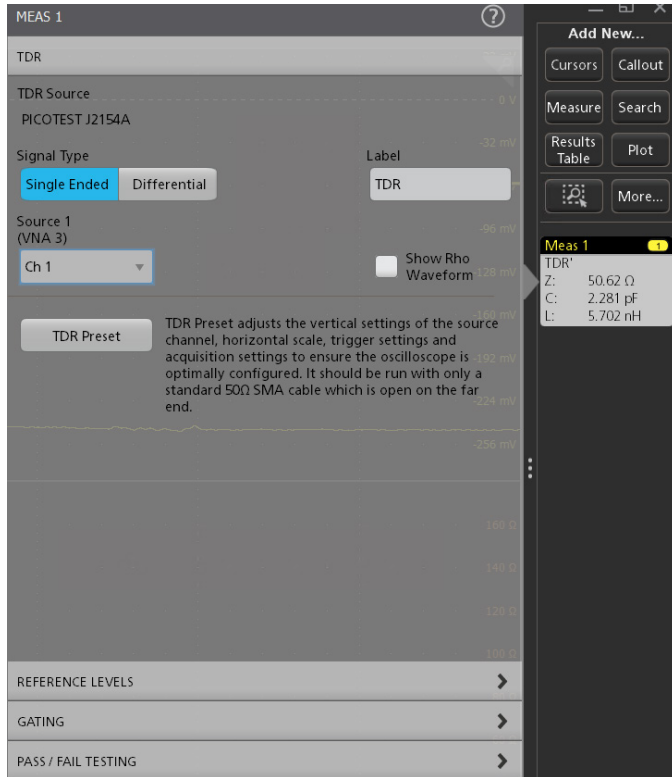 MEAS 1
?
TDR
TDR Source
PICOTEST J2154A
0 V
-32 mV
Signal Type
Label
Single Ended
Differential
TDR
Source 1
(VNA 3)
-96 mV
Ch 1
Show Rho
Waveform
-128 mV
-160 mV
TDR Preset
TDR Preset adjusts the vertical settings of the source
channel, horizontal scale, trigger settings and
acquisition settings to ensure the oscilloscope is
optimally configured. It should be run with only a
standard 50Ω SMA cable which is open on the far
end.
-192 mV
-224 mV
-256 mV
160 Ω
140 Ω
120 Ω
100 Ω
REFERENCE LEVELS
GATING
PASS / FAIL TESTING
Add New...
Cursors
Callout
Measure
Search
Results
Table
Plot
More...
Meas 1
1
TDR'
Z: 50.62 Ω
C: 2.281 pF
L: 5.702 nH